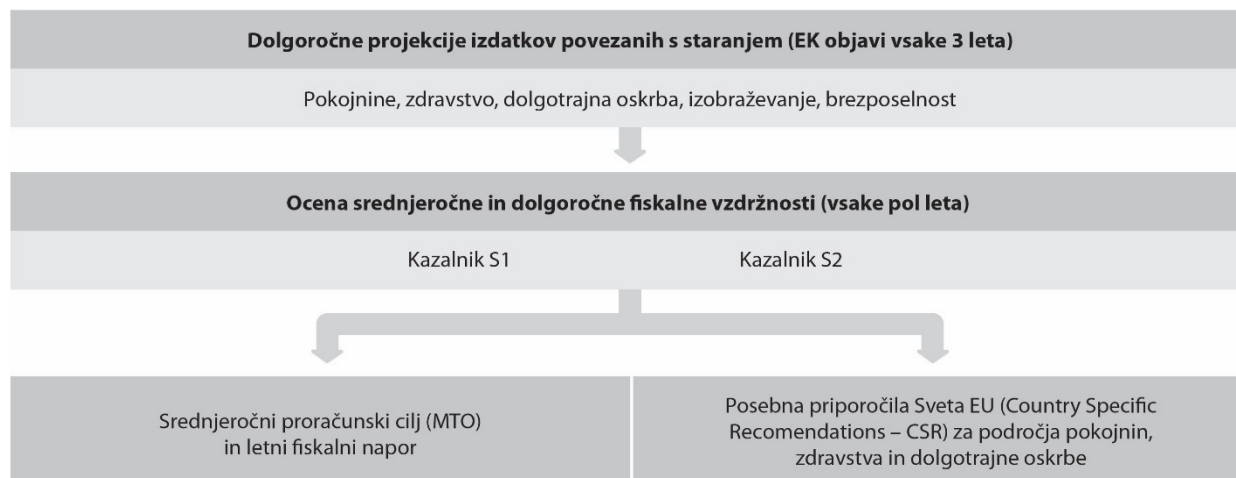 Dolgoročne projekcije izdatkov povezanih s staranjem (EK objavi vsake 3 leta)
Pokojnine, zdravstvo, dolgotrajna oskrba, izobraževanje, brezposelnost
Ocena srednjeročne in dolgoročne fiskalne vzdržnosti (vsake pol leta)
Kazalnik S1
Kazalnik S2
Srednjeročni proračunski cilj (MTO)
in letni fiskalni napor
Posebna priporočila Sveta EU (Country Specific
Recomendations – CSR) za področja pokojnin,
zdravstva in dolgotrajne oskrbe